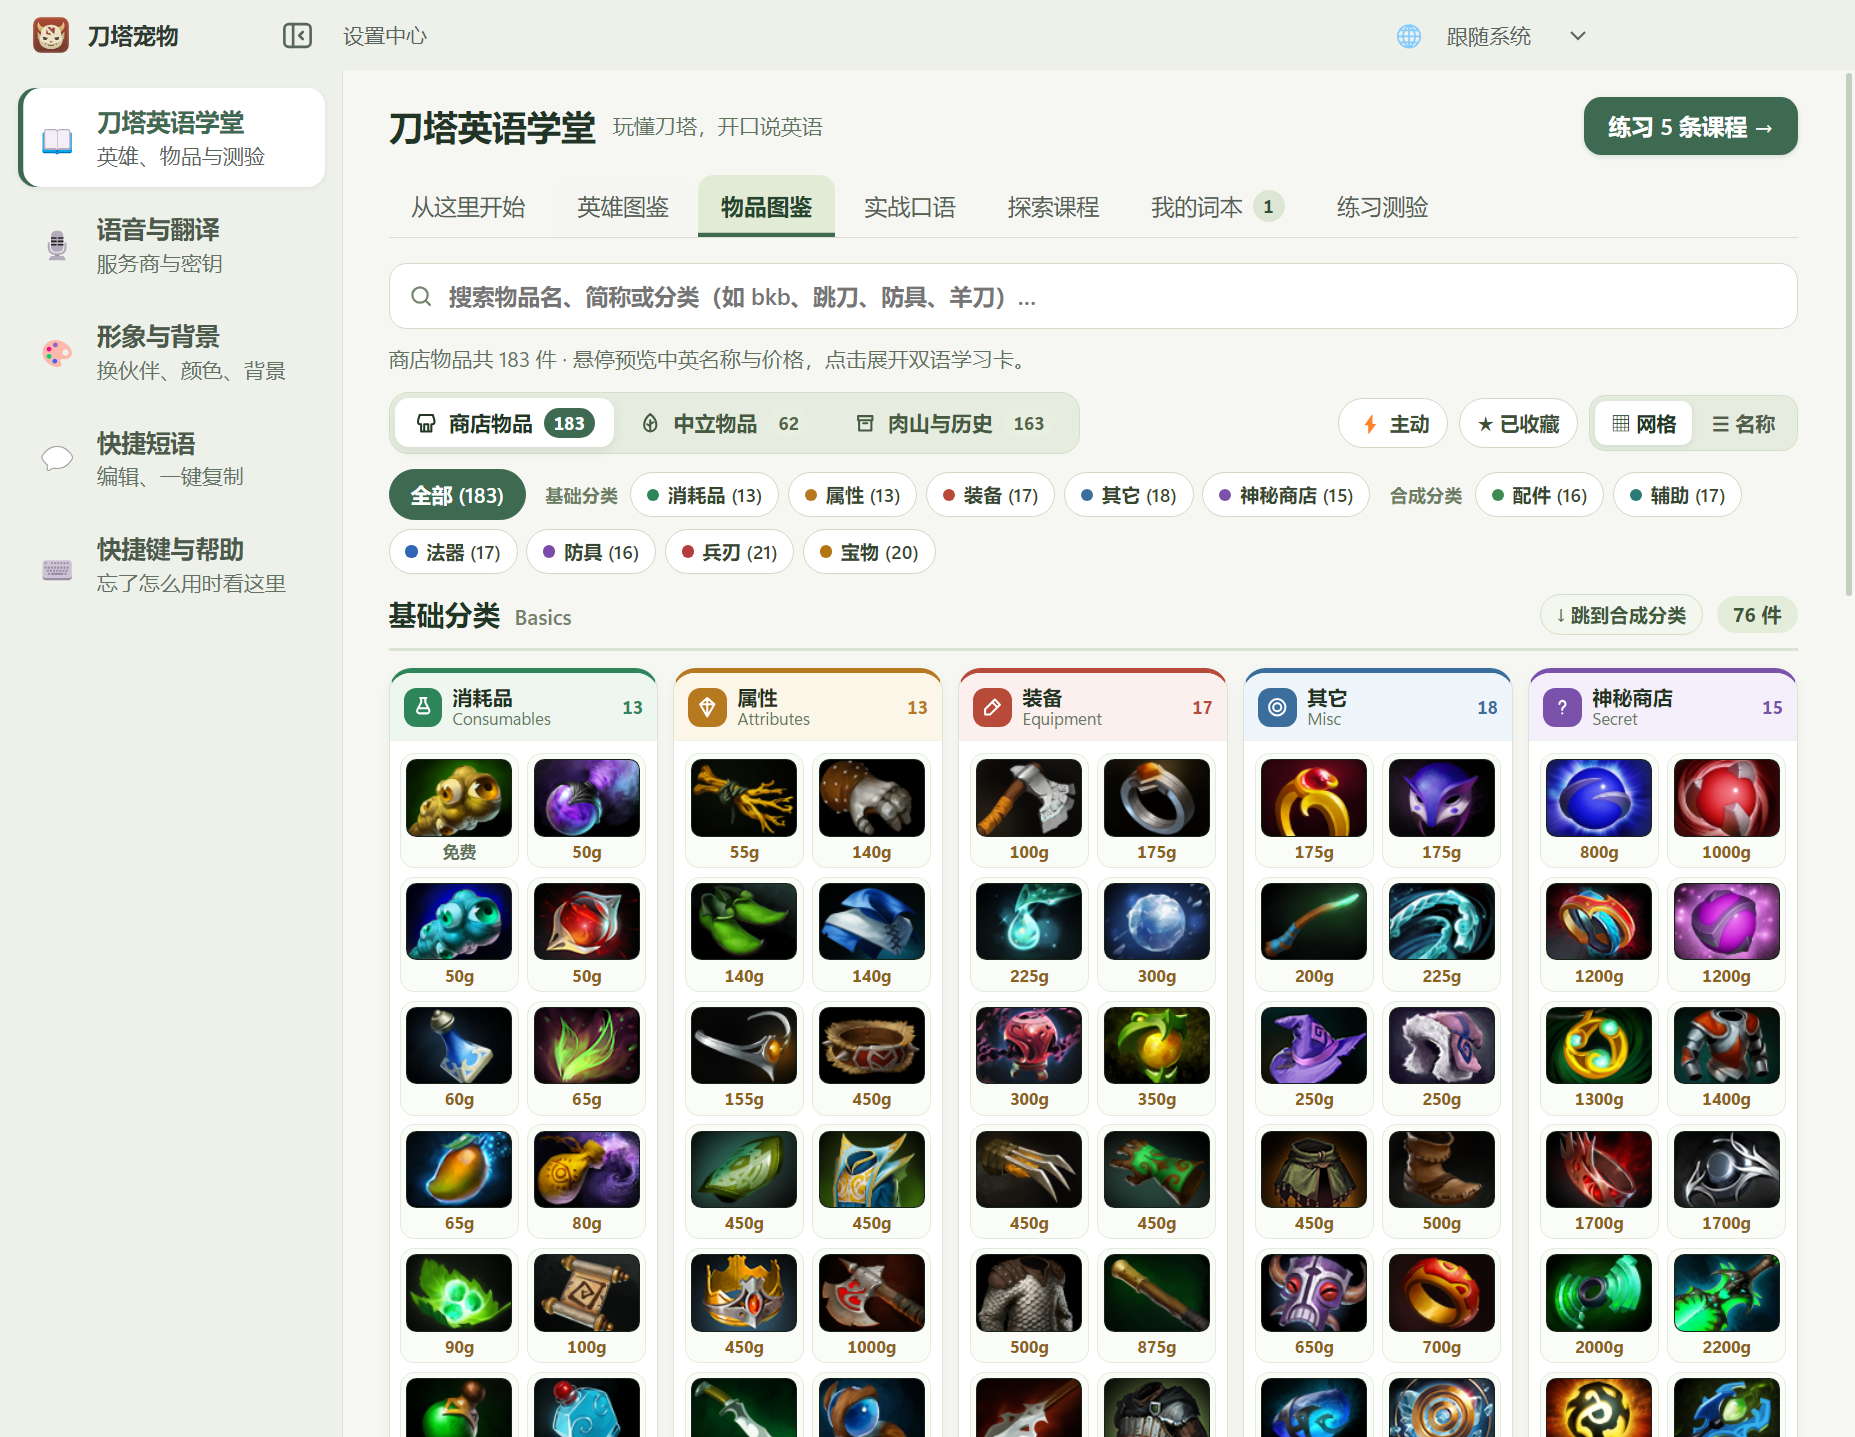 刀塔宠物
设置中心
跟随系统
刀塔英语学堂
英雄、物品与测验
语音与翻译
服务商与密钥
形象与背景
换伙伴、颜色、背景
快捷短语
编辑、一键复制
快捷键与帮助
忘了怎么用时看这里
刀塔英语学堂 玩懂刀塔，开口说英语
练习 5 条课程 →
从这里开始 英雄图鉴 物品图鉴 实战口语 探索课程 我的词本 1 练习测验
搜索物品名、简称或分类（如 bkb、跳刀、防具、羊刀）...
商店物品共 183 件 · 悬停预览中英名称与价格，点击展开双语学习卡。
商店物品 183 中立物品 62 肉山与历史 163
主动 ★ 已收藏 网格 ☰ 名称
全部 (183) 基础分类 消耗品 (13) 属性 (13) 装备 (17) 其它 (18) 神秘商店 (15) 合成分类 配件 (16) 辅助 (17)
法器 (17) 防具 (16) 兵刃 (21) 宝物 (20)
基础分类 Basics
↓ 跳到合成分类 76 件
消耗品 13 属性 13 装备 17 其它 18 神秘商店 15
Consumables Attributes Equipment Misc Secret
免费 50g 55g 140g 100g 175g 175g 175g 800g 1000g
50g 50g 140g 140g 225g 300g 200g 225g 1200g 1200g
60g 65g 155g 450g 300g 350g 250g 250g 1300g 1400g
65g 80g 450g 450g 450g 450g 450g 500g 1700g 1700g
90g 100g 450g 1000g 500g 875g 650g 700g 2000g 2200g